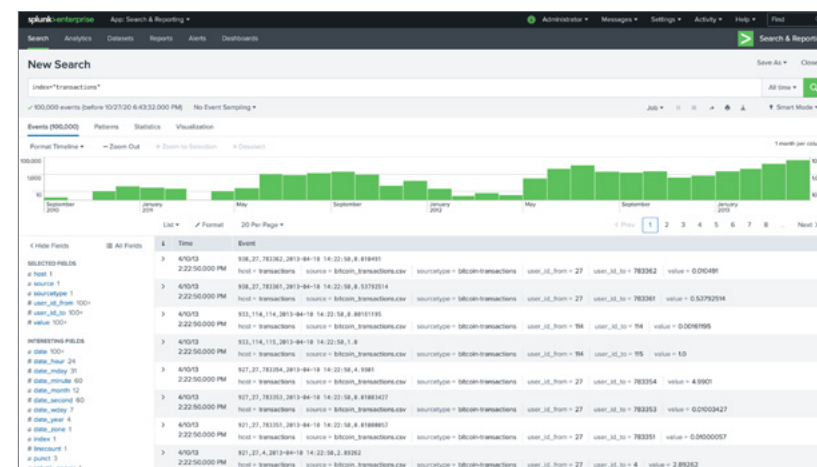 splunk>enterprise App: Search & Reporting Administrator Messages Settings Activity Help Find
Search Analytics Datasets Reports Alerts Dashboards Search & Reporti
New Search Save As Close
index="transactions" All time
100,000 events (before 10/27/20 6:43:32.000 PM) No Event Sampling Job Smart Mode
Events (100,000) Patterns Statistics Visualization
Format Timeline − Zoom Out + Zoom to Selection × Deselect 1 month per colu
100,000
1,000
10
September January May September January May September January
2010 2011 2012 2013
List Format 20 Per Page < Prev 1 2 3 4 5 6 7 8 ... Next >
< Hide Fields All Fields i Time Event
SELECTED FIELDS
a host 1
a source 1
a sourcetype 1
# user_id_from 100+
# user_id_to 100+
# value 100+
INTERESTING FIELDS
a date 100+
# date_hour 24
# date_mday 31
# date_minute 60
a date_month 12
# date_second 60
a date_wday 7
# date_year 4
a date_zone 1
a index 1
# linecount 1
a punct 3
> 4/10/13 938,27,783362,2013-04-10 14:22:50,0.010491
2:22:50.000 PM host = transactions source = bitcoin_transactions.csv sourcetype = bitcoin-transactions user_id_from = 27 user_id_to = 783362 value = 0.010491
> 4/10/13 938,27,783361,2013-04-10 14:22:50,0.53792514
2:22:50.000 PM host = transactions source = bitcoin_transactions.csv sourcetype = bitcoin-transactions user_id_from = 27 user_id_to = 783361 value = 0.53792514
> 4/10/13 933,114,114,2013-04-10 14:22:50,0.00161195
2:22:50.000 PM host = transactions source = bitcoin_transactions.csv sourcetype = bitcoin-transactions user_id_from = 114 user_id_to = 114 value = 0.00161195
> 4/10/13 933,114,115,2013-04-10 14:22:50,1.0
2:22:50.000 PM host = transactions source = bitcoin_transactions.csv sourcetype = bitcoin-transactions user_id_from = 114 user_id_to = 115 value = 1.0
> 4/10/13 927,27,783354,2013-04-10 14:22:50,4.9901
2:22:50.000 PM host = transactions source = bitcoin_transactions.csv sourcetype = bitcoin-transactions user_id_from = 27 user_id_to = 783354 value = 4.9901
> 4/10/13 927,27,783353,2013-04-10 14:22:50,0.01003427
2:22:50.000 PM host = transactions source = bitcoin_transactions.csv sourcetype = bitcoin-transactions user_id_from = 27 user_id_to = 783353 value = 0.01003427
> 4/10/13 921,27,783351,2013-04-10 14:22:50,0.01000057
2:22:50.000 PM host = transactions source = bitcoin_transactions.csv sourcetype = bitcoin-transactions user_id_from = 27 user_id_to = 783351 value = 0.01000057
> 4/10/13 921,27,4,2013-04-10 14:22:50,2.89262
2:22:50.000 PM host = transactions source = bitcoin_transactions.csv sourcetype = bitcoin-transactions user_id_from = 27 user_id_to = 4 value = 2.89262